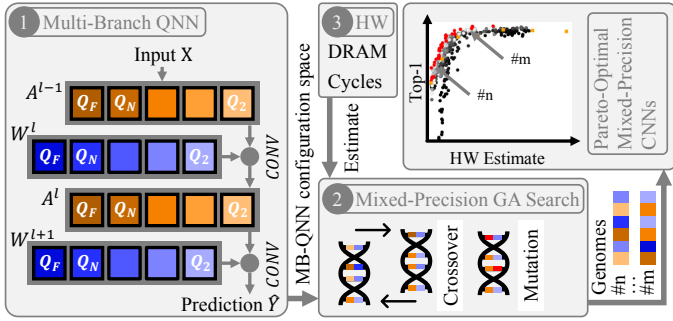 1 Multi-Branch QNN
Input X
A^{l-1}
Q_F Q_N Q_2
W^l
Q_F Q_N Q_2
CONV
A^l
Q_F Q_N Q_2
W^{l+1}
Q_F Q_N Q_2
CONV
Prediction Ŷ
MB-QNN configuration space
3 HW
DRAM
Cycles
Estimate
Top-1
#m
#n
HW Estimate
Pareto-Optimal
Mixed-Precision
CNNs
2 Mixed-Precision GA Search
Crossover
Mutation
Genomes
#n
...
#m